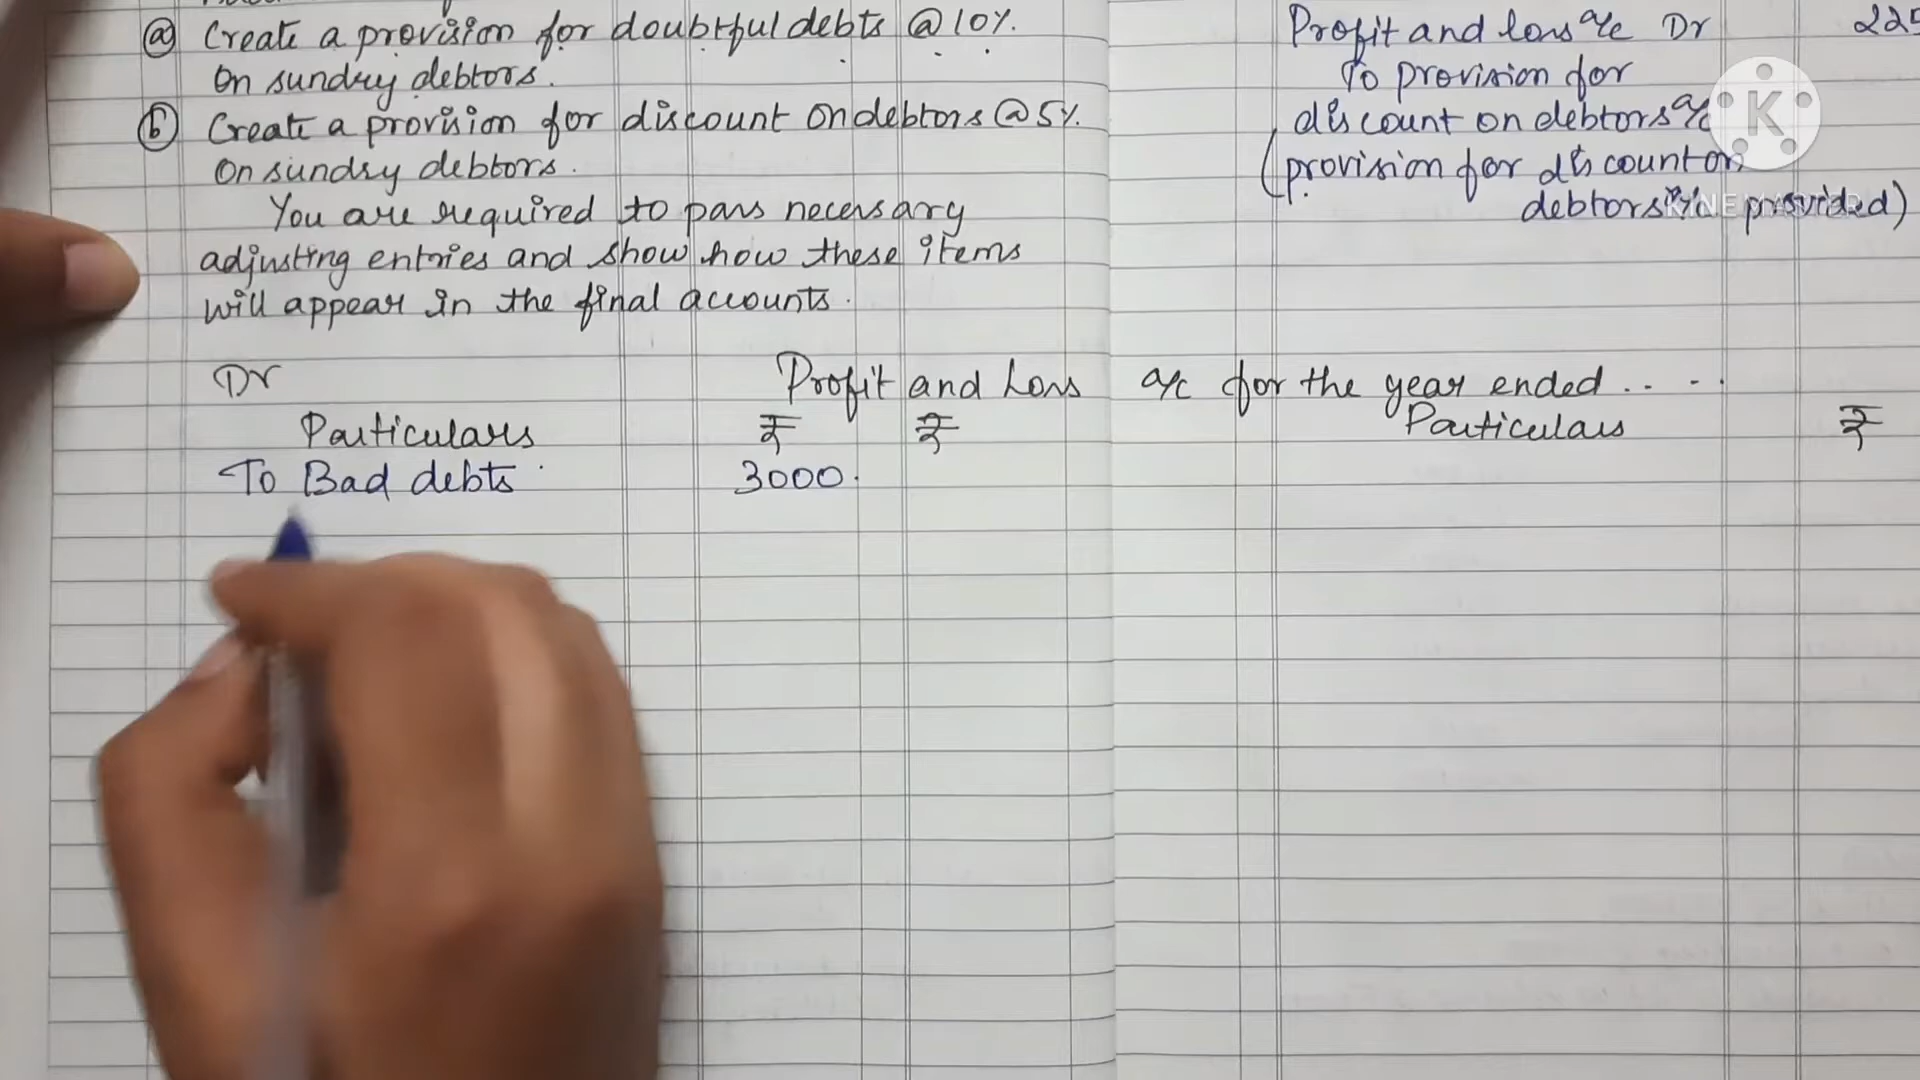 (a) Create a provision for doubtful debts @ 10%.
on sundry debtors.
(b) Create a provision for discount on debtors @ 5%.
on sundry debtors.
You are required to pass necessary
adjusting entries and show how these items
will appear in the final accounts.
Profit and loss a/c Dr 225
To provision for
discount on debtors a/c
(provision for discount on
debtors provided)
K
Dr Profit and Loss a/c for the year ended .. ..
Particulars ₹ ₹ Particulars ₹
To Bad debts 3000.